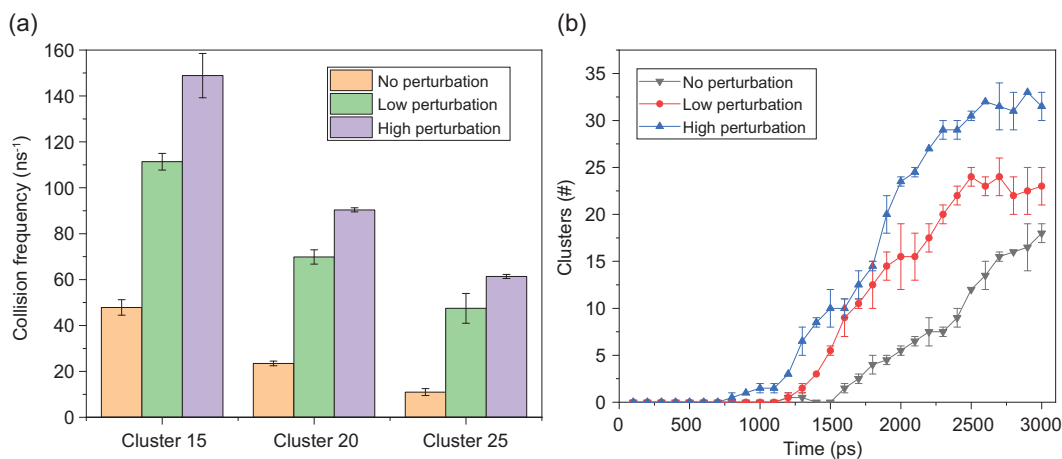 (a)
160
140
120
100
80
60
40
20
0
Collision frequency (ns⁻¹)
No perturbation
Low perturbation
High perturbation
Cluster 15
Cluster 20
Cluster 25
(b)
35
30
25
20
15
10
5
0
Clusters (#)
No perturbation
Low perturbation
High perturbation
0 500 1000 1500 2000 2500 3000
Time (ps)